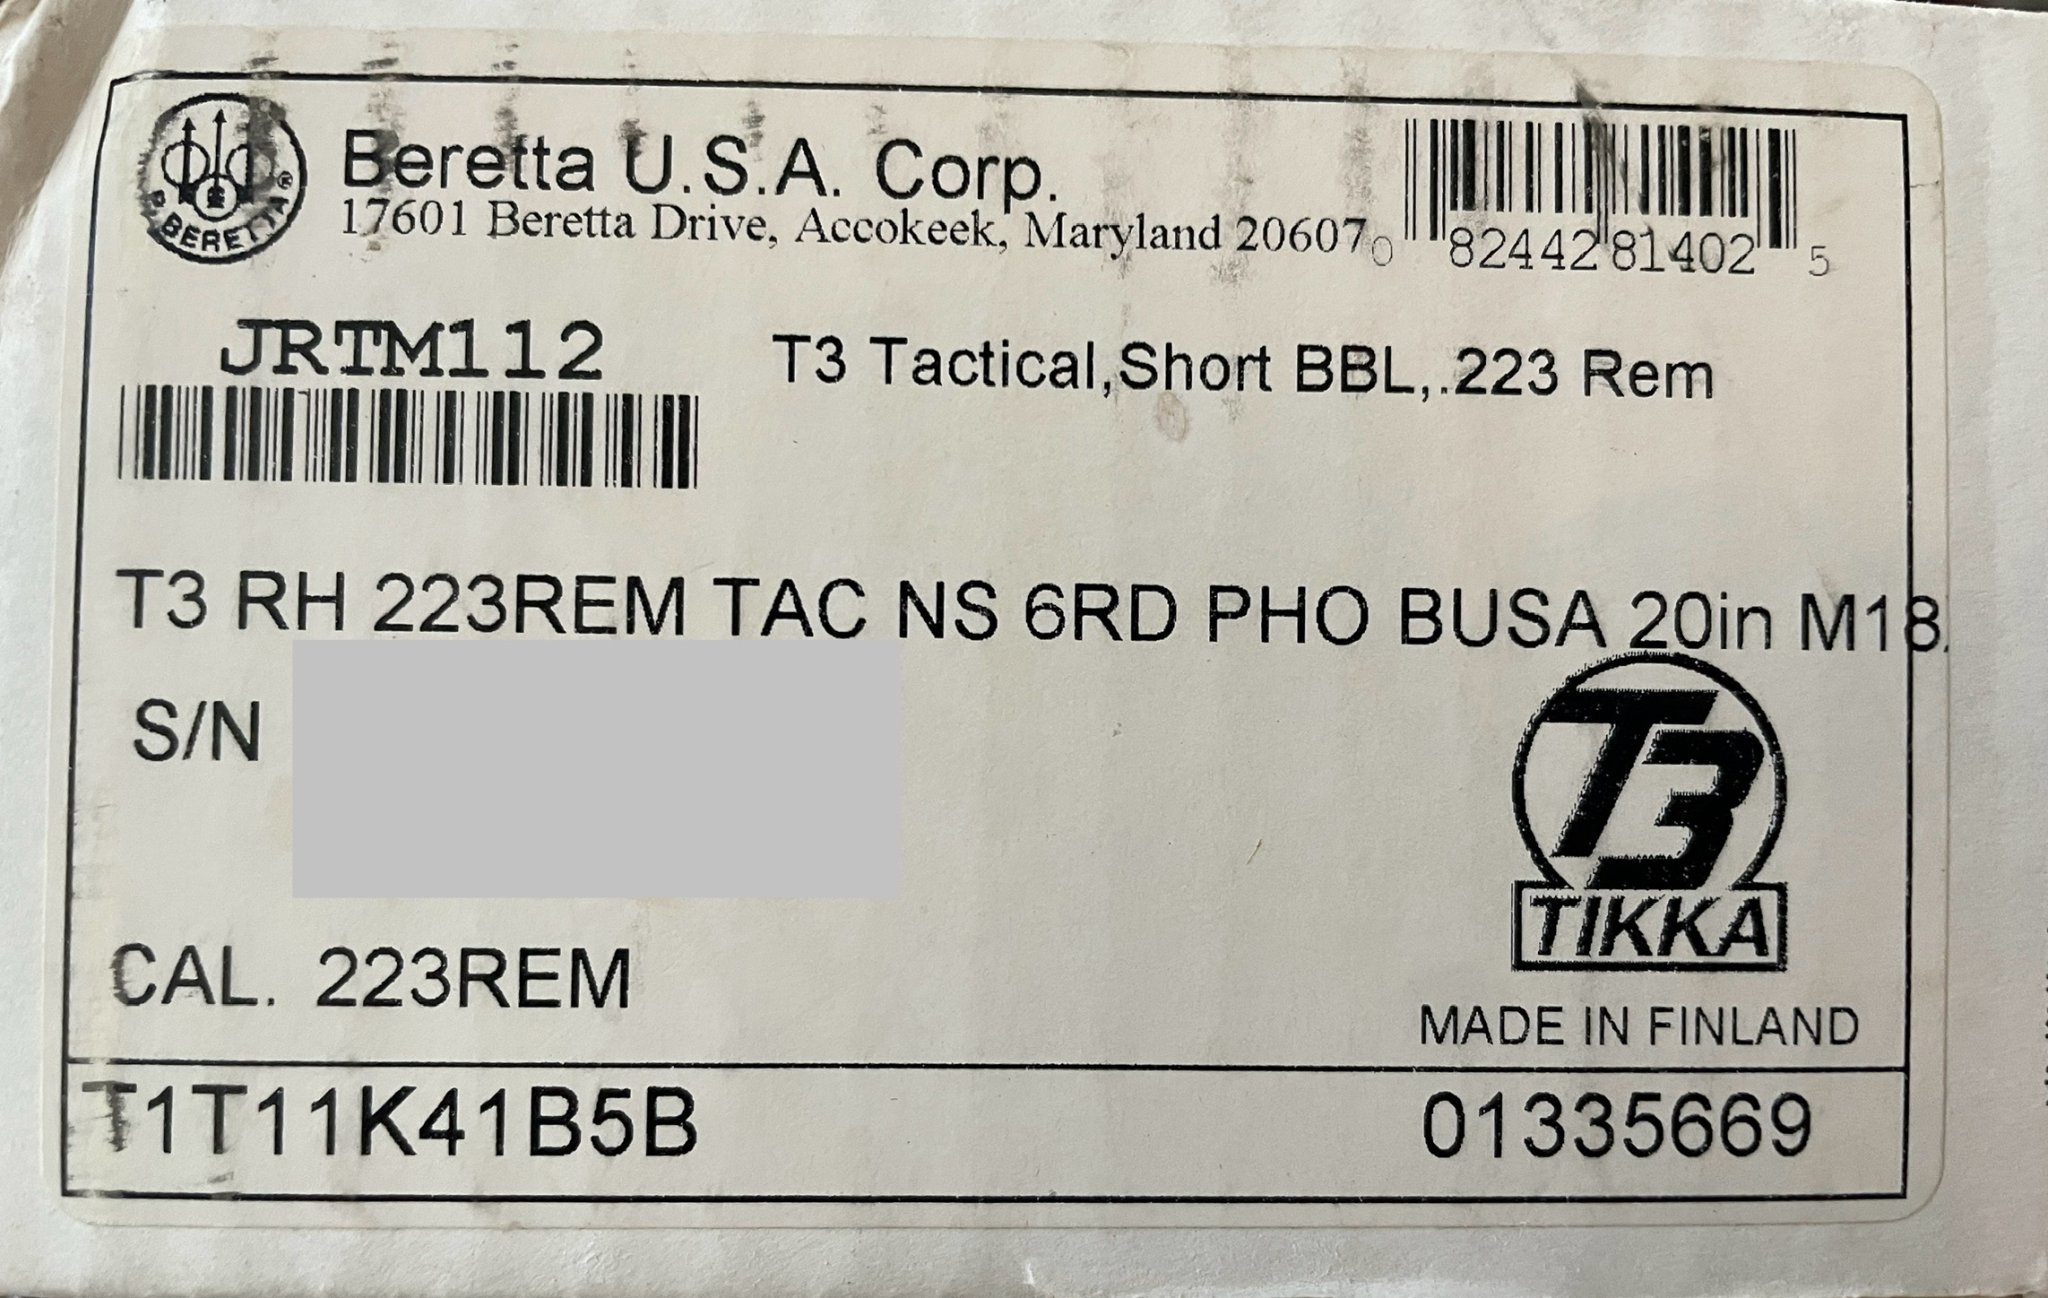 Beretta U.S.A. Corp.
17601 Beretta Drive, Accokeek, Maryland 20607
0 82442 81402 5
BERETTA®
JRTM112
T3 Tactical,Short BBL,.223 Rem
T3 RH 223REM TAC NS 6RD PHO BUSA 20in M18
S/N
T3
TIKKA
CAL. 223REM
MADE IN FINLAND
T1T11K41B5B
01335669